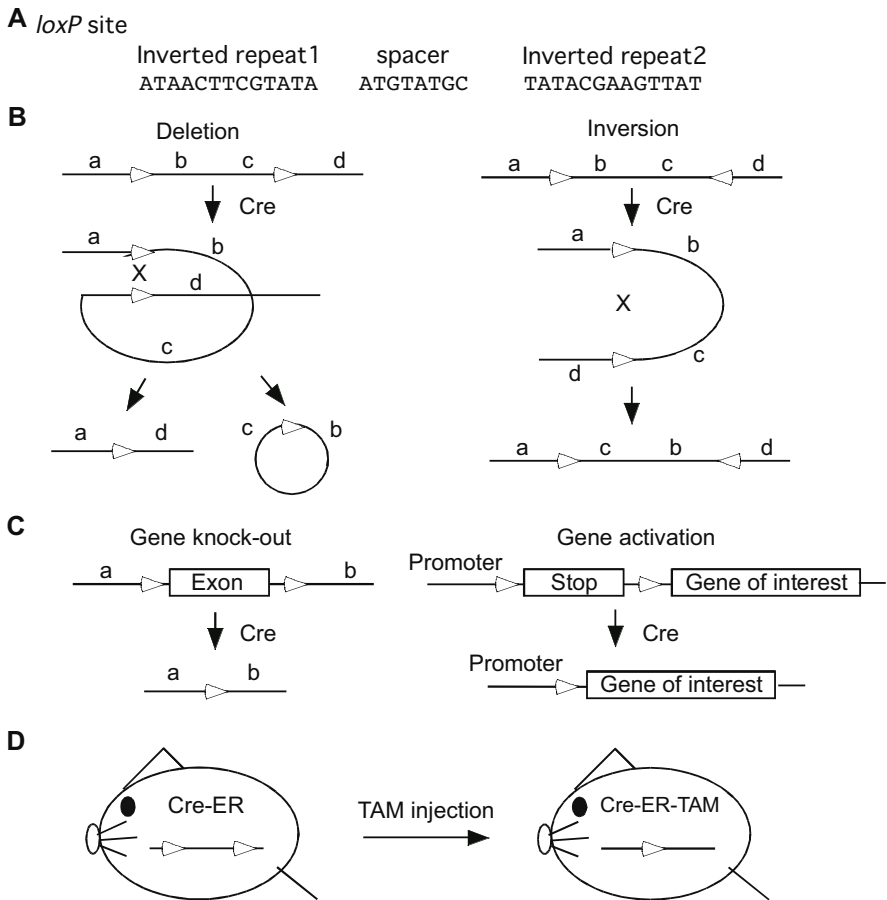 A loxP site
Inverted repeat1 spacer Inverted repeat2
ATAACTTCGTATA ATGTATGC TATACGAAGTTAT
B
Deletion
a b c d
Cre
a b
X d
c
a d
c b
Inversion
a b c d
Cre
a b
X
d c
a c b d
C
Gene knock-out
a Exon b
Cre
a b
Gene activation
Promoter
Stop Gene of interest
Cre
Promoter
Gene of interest
D
Cre-ER
TAM injection
Cre-ER-TAM